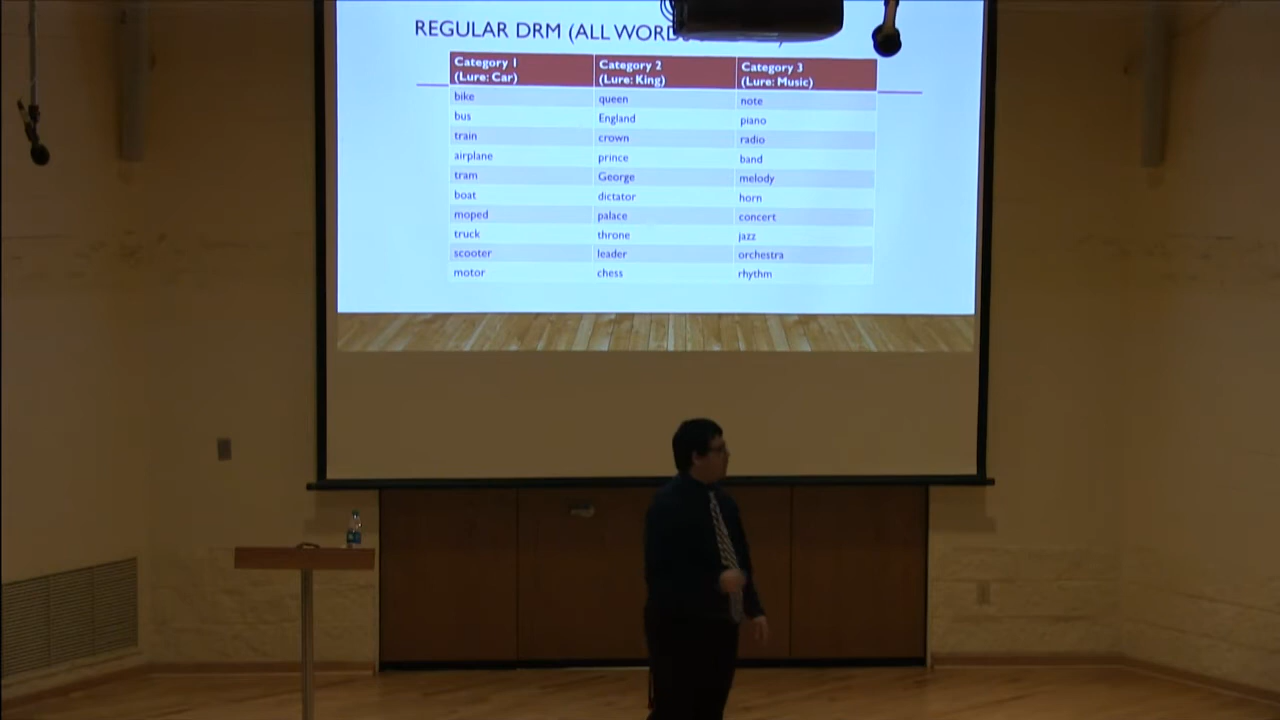 REGULAR DRM (ALL WORDS
Category 1 Category 2 Category 3
(Lure: Car) (Lure: King) (Lure: Music)
bike queen note
bus England piano
train crown radio
airplane prince band
tram George melody
boat dictator horn
moped palace concert
truck throne jazz
scooter leader orchestra
motor chess rhythm